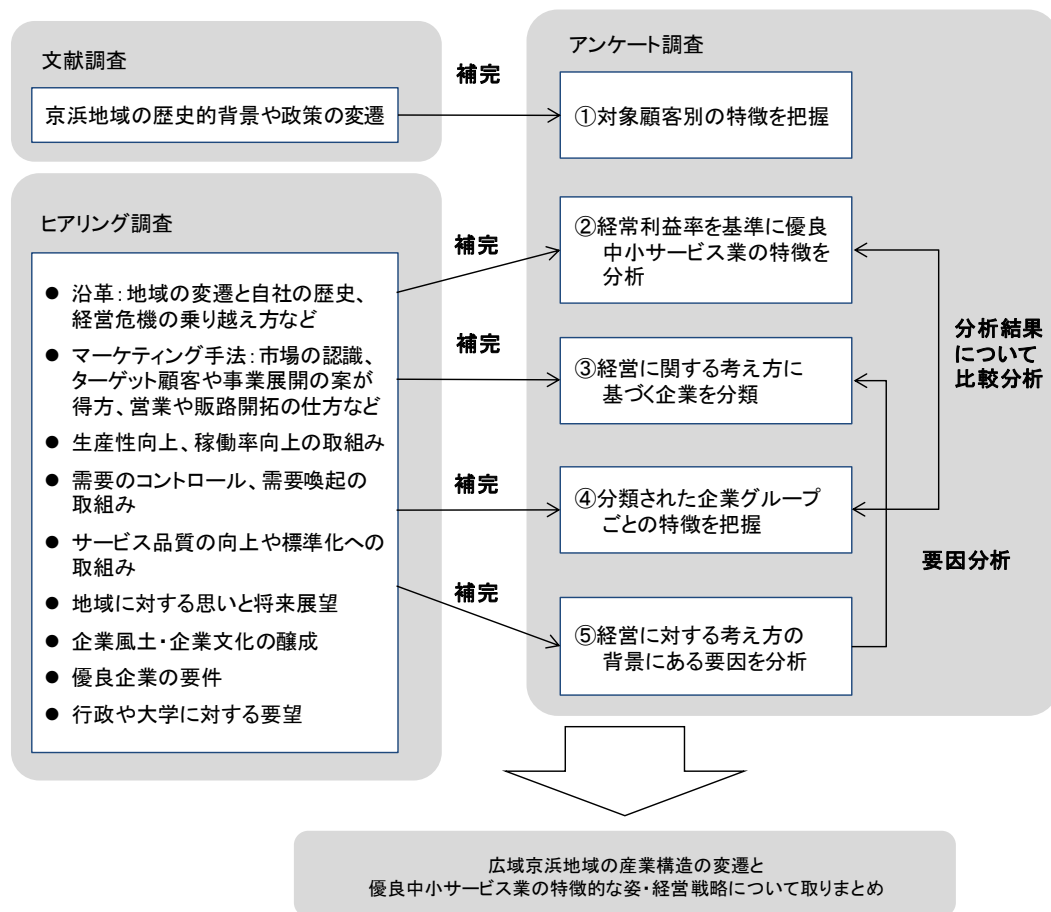 文献調査
京浜地域の歴史的背景や政策の変遷
補完
アンケート調査
①対象顧客別の特徴を把握
ヒアリング調査
● 沿革：地域の変遷と自社の歴史、
経営危機の乗り越え方など
● マーケティング手法：市場の認識、
ターゲット顧客や事業展開の案が
得方、営業や販路開拓の仕方など
● 生産性向上、稼働率向上の取組み
● 需要のコントロール、需要喚起の
取組み
● サービス品質の向上や標準化への
取組み
● 地域に対する思いと将来展望
● 企業風土・企業文化の醸成
● 優良企業の要件
● 行政や大学に対する要望
補完
②経常利益率を基準に優良
中小サービス業の特徴を
分析
補完
③経営に関する考え方に
基づく企業を分類
補完
④分類された企業グループ
ごとの特徴を把握
補完
⑤経営に対する考え方の
背景にある要因を分析
分析結果
について
比較分析
要因分析
広域京浜地域の産業構造の変遷と
優良中小サービス業の特徴的な姿・経営戦略について取りまとめ